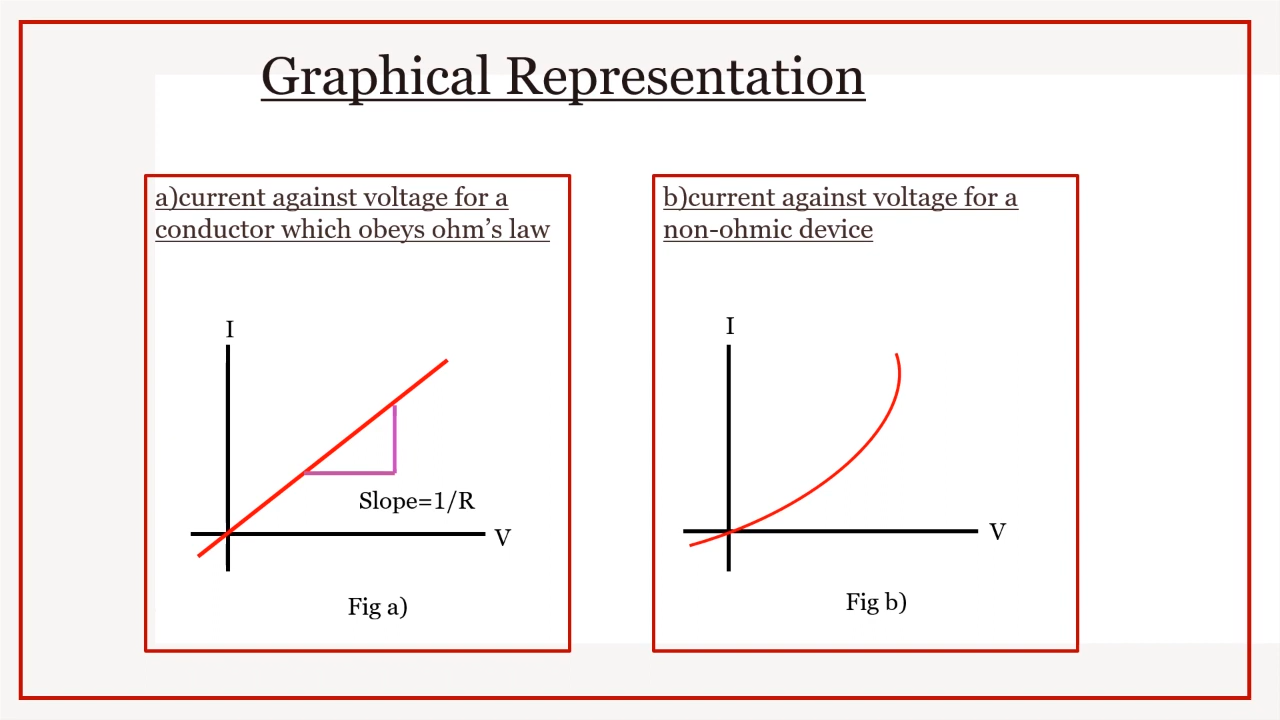 Graphical Representation
a)current against voltage for a
conductor which obeys ohm’s law
I
Slope=1/R
V
Fig a)
b)current against voltage for a
non-ohmic device
I
V
Fig b)